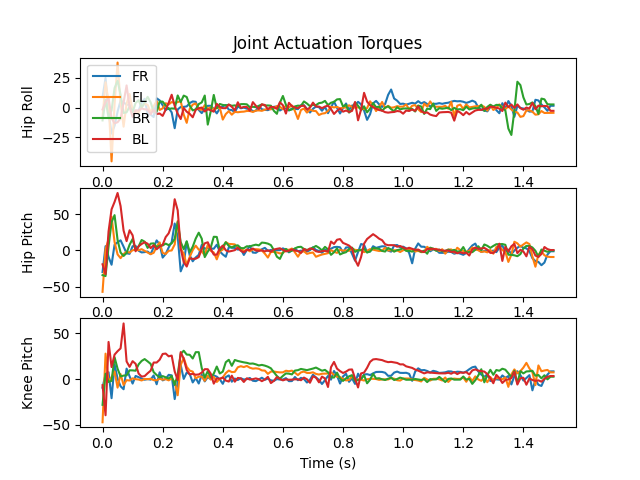 Joint Actuation Torques
Hip Roll
25
0
−25
FR
FL
BR
BL
0.0 0.2 0.4 0.6 0.8 1.0 1.2 1.4
Hip Pitch
50
0
−50
0.0 0.2 0.4 0.6 0.8 1.0 1.2 1.4
Knee Pitch
50
0
−50
0.0 0.2 0.4 0.6 0.8 1.0 1.2 1.4
Time (s)